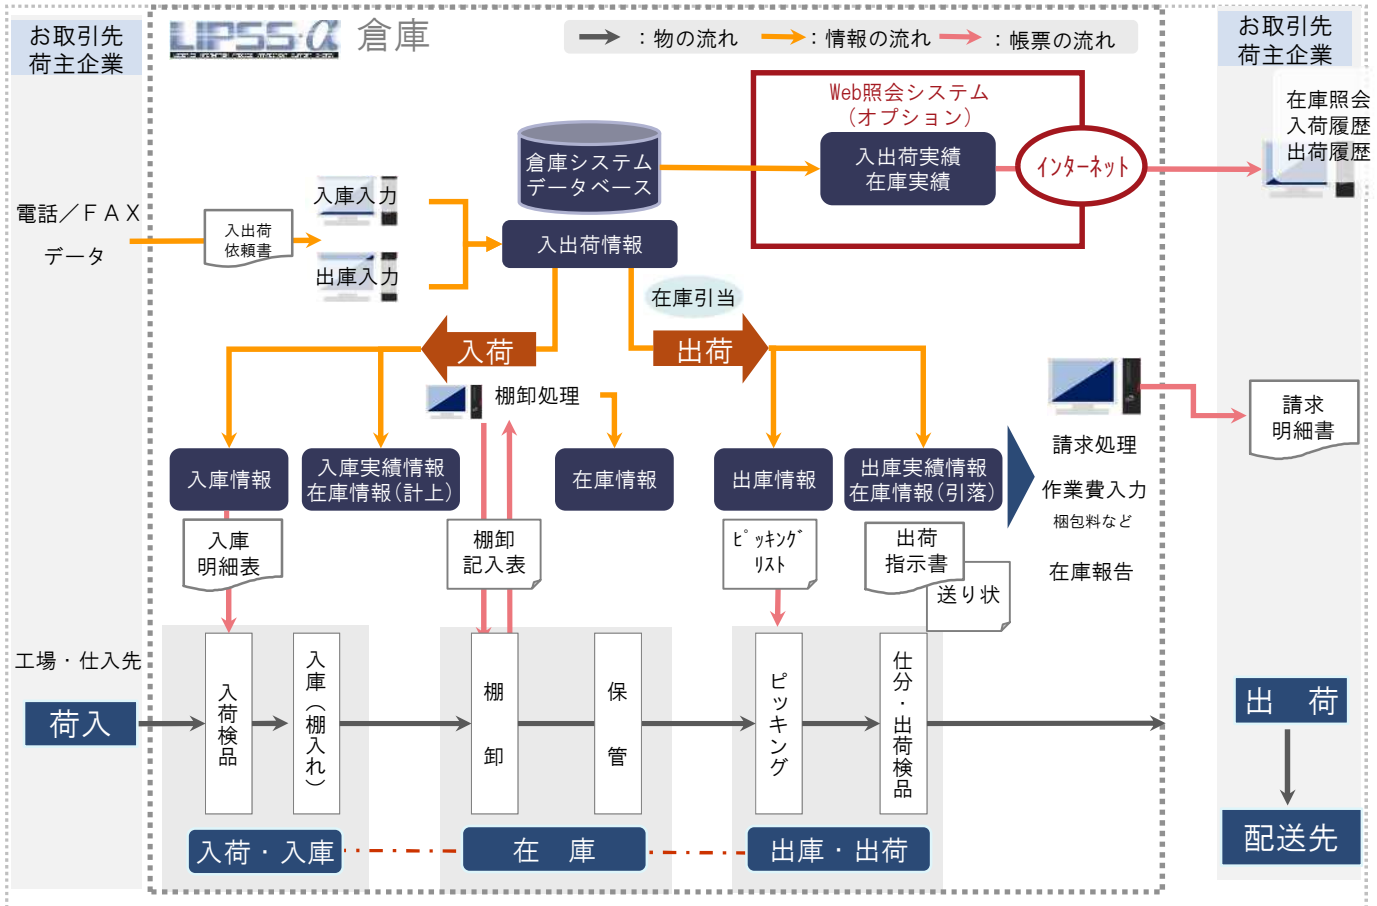 お取引先
荷主企業
LIPSS-α 倉庫
：物の流れ
：情報の流れ
：帳票の流れ
お取引先
荷主企業
Web照会システム
(オプション)
在庫照会
入荷履歴
出荷履歴
倉庫システム
データベース
入出荷実績
在庫実績
インターネット
入庫入力
電話／ＦＡＸ
データ
入出荷
依頼書
入出荷情報
出庫入力
在庫引当
入荷
出荷
棚卸処理
請求
明細書
請求処理
入庫情報
入庫実績情報
在庫情報(計上)
在庫情報
出庫情報
出庫実績情報
在庫情報(引落)
作業費入力
梱包料など
入庫
明細表
棚卸
記入表
ﾋﾟｯｷﾝｸﾞ
ﾘｽﾄ
出荷
指示書
送り状
在庫報告
工場・仕入先
荷入
入荷検品
入庫(棚入れ)
棚卸
保管
ピッキング
仕分・出荷検品
出 荷
入荷・入庫
在 庫
出庫・出荷
配送先